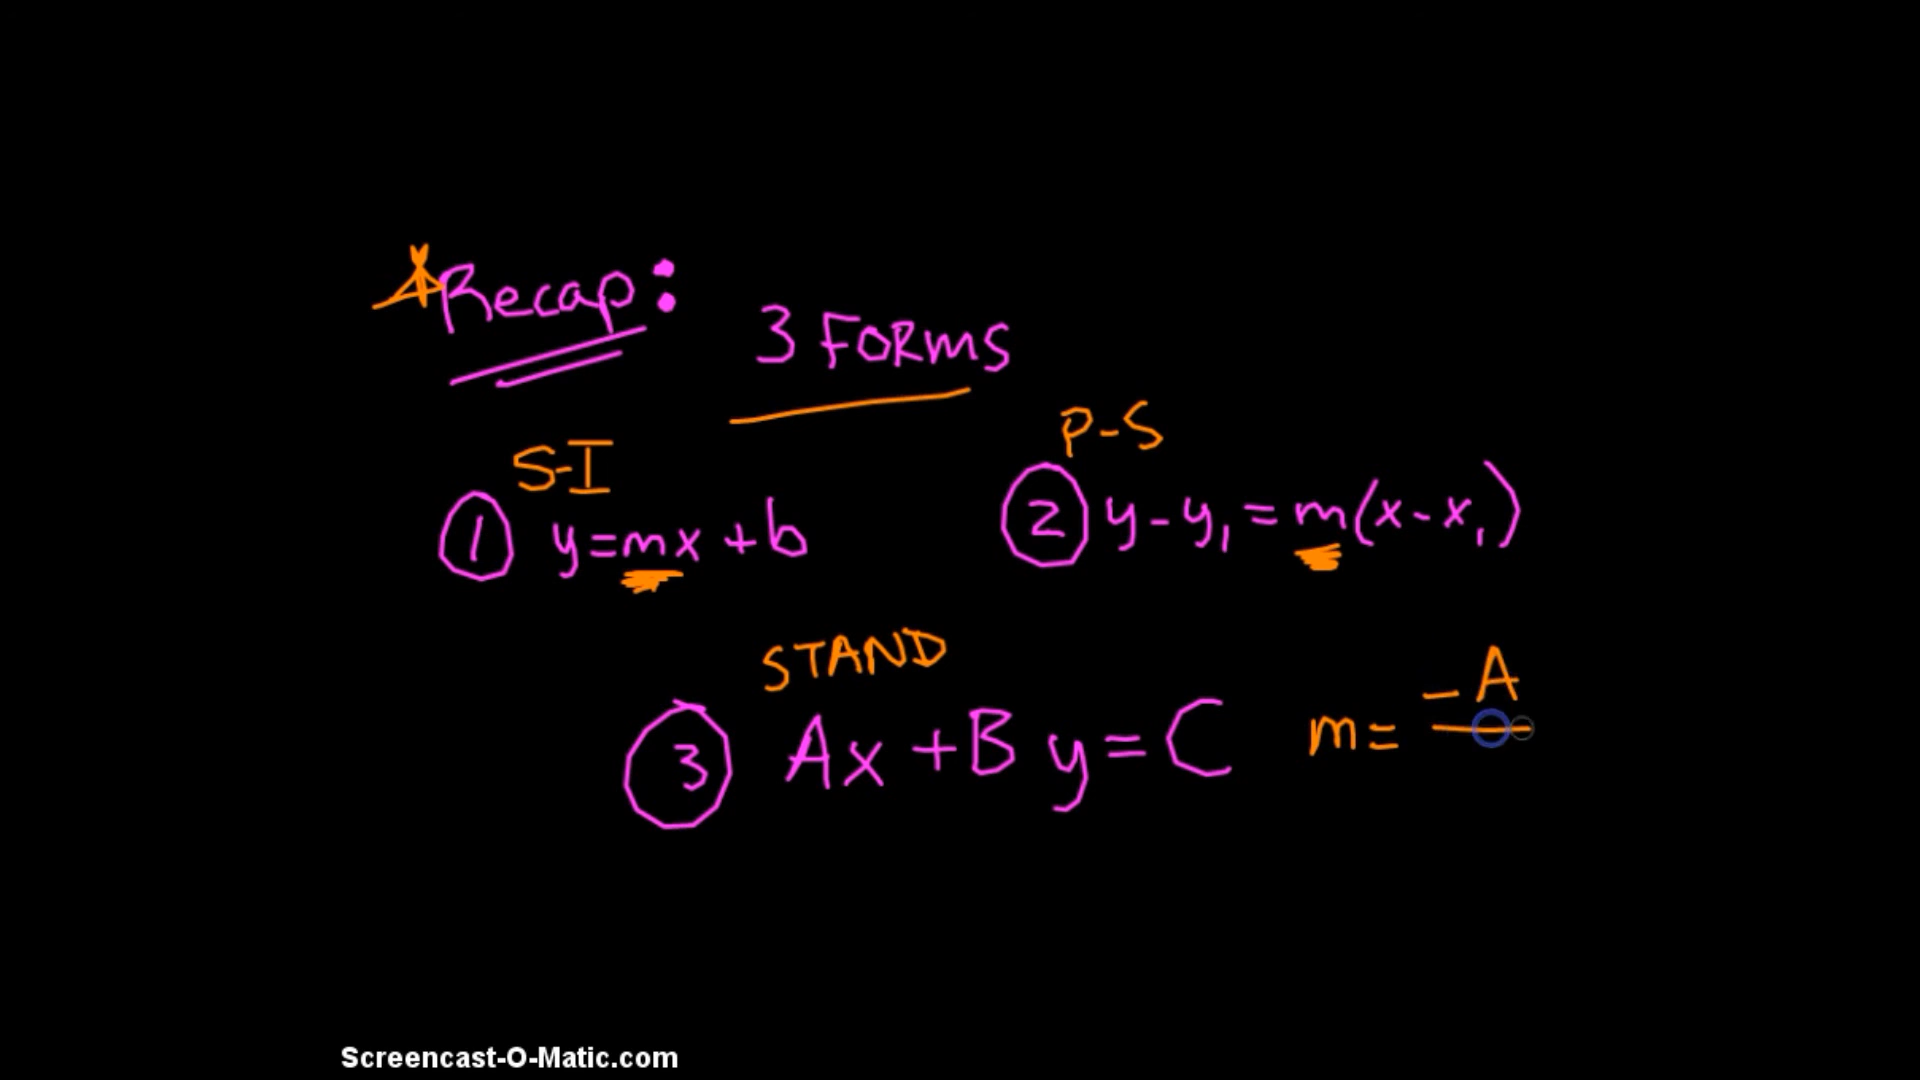 Recap:
3 FORMS
S-I
P-S
① y=mx+b
② y-y₁=m(x-x₁)
STAND
③ Ax+By=C m= -A/
Screencast-O-Matic.com